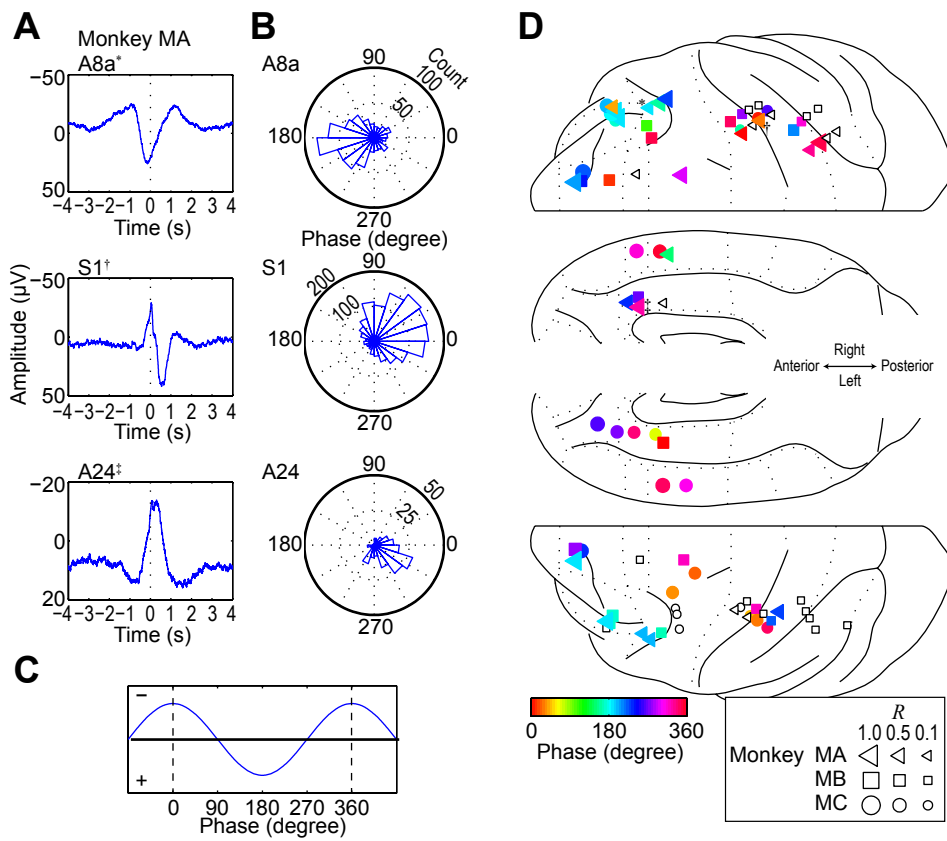 A
Monkey MA
A8a*
−50
0
50
−4 −3 −2 −1 0 1 2 3 4
Time (s)
S1†
−50
0
50
−4 −3 −2 −1 0 1 2 3 4
Time (s)
Amplitude (µV)
A24‡
−20
0
20
−4 −3 −2 −1 0 1 2 3 4
Time (s)
B
A8a
90
Count
100
50
180
0
270
Phase (degree)
S1
90
200
100
180
0
270
A24
90
50
25
180
0
270
C
−
+
0 90 180 270 360
Phase (degree)
D
*
†
‡
Right
Anterior Posterior
Left
0 180 360
Phase (degree)
R
1.0 0.5 0.1
Monkey MA
MB
MC